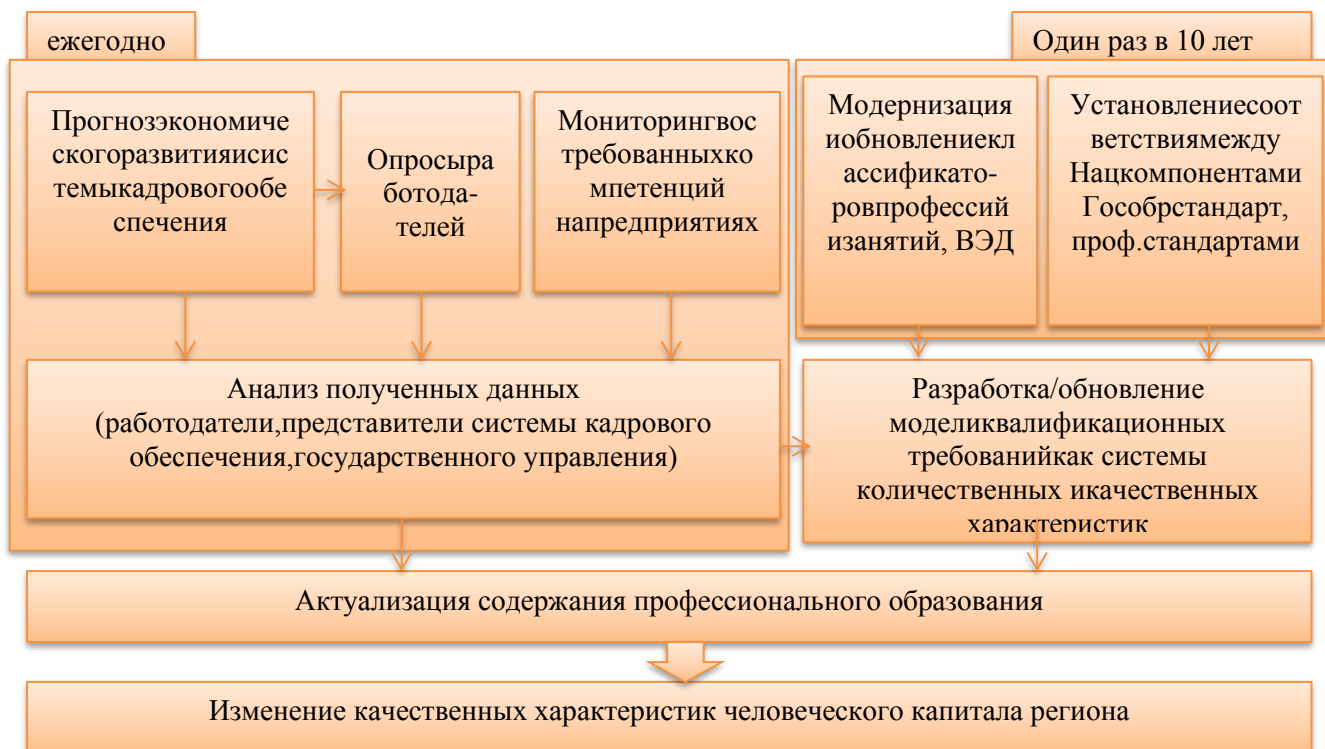 ежегодно
Один раз в 10 лет
Прогнозэкономиче
скогоразвитияисис
темыкадровогообе
спечения
Опросыра
ботода-
телей
Мониторингвос
требованныхко
мпетенций
напредприятиях
Модернизация
иобновлениекл
ассификато-
ровпрофессий
изанятий, ВЭД
Установлениесоот
ветствиямежду
Нацкомпонентами
Гособрстандарт,
проф.стандартами
Анализ полученных данных
(работодатели,представители системы кадрового
обеспечения,государственного управления)
Разработка/обновление
моделиквалификационных
требованийкак системы
количественных икачественных
характеристик
Актуализация содержания профессионального образования
Изменение качественных характеристик человеческого капитала региона